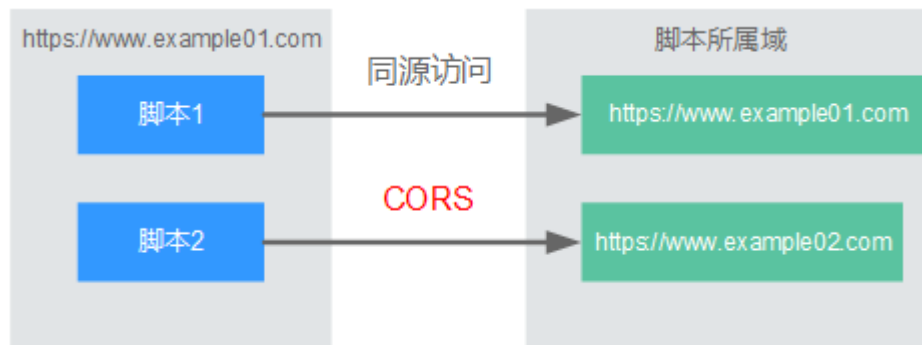 https://www.example01.com
脚本所属域
同源访问
脚本1
https://www.example01.com
CORS
脚本2
https://www.example02.com